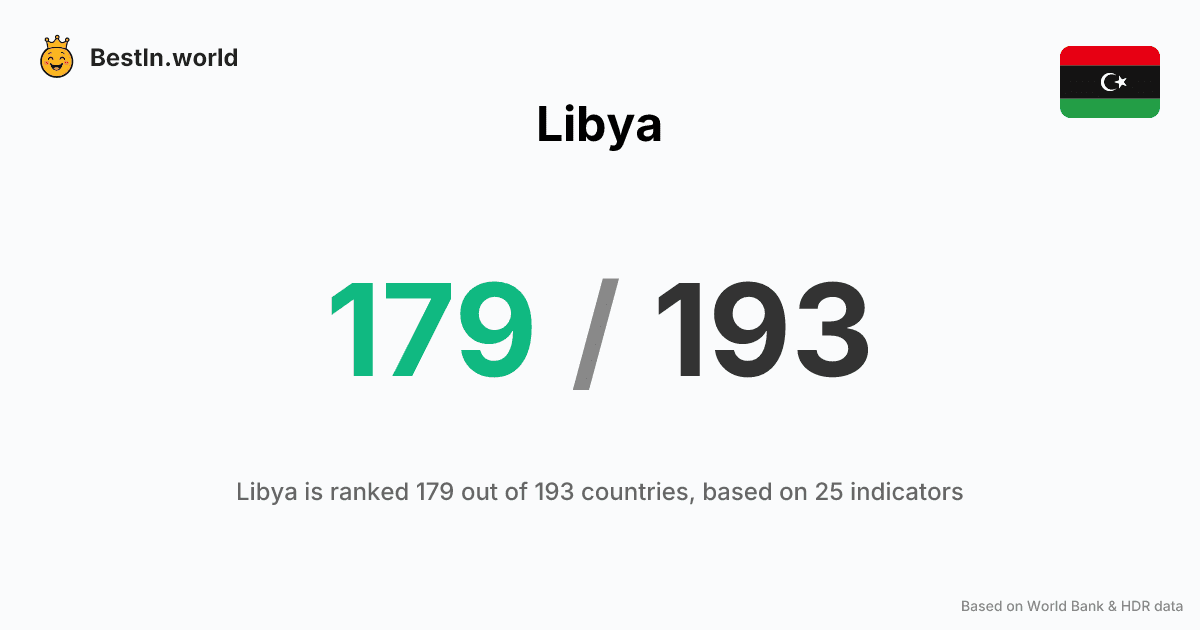 BestIn.world
Libya
179 / 193
Libya is ranked 179 out of 193 countries, based on 25 indicators
Based on World Bank & HDR data